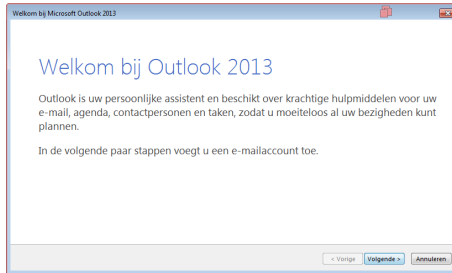 Welkom bij Microsoft Outlook 2013
Welkom bij Outlook 2013
Outlook is uw persoonlijke assistent en beschikt over krachtige hulpmiddelen voor uw
e-mail, agenda, contactpersonen en taken, zodat u moeiteloos al uw bezigheden kunt
plannen.
In de volgende paar stappen voegt u een e-mailaccount toe.
< Vorige Volgende > Annuleren